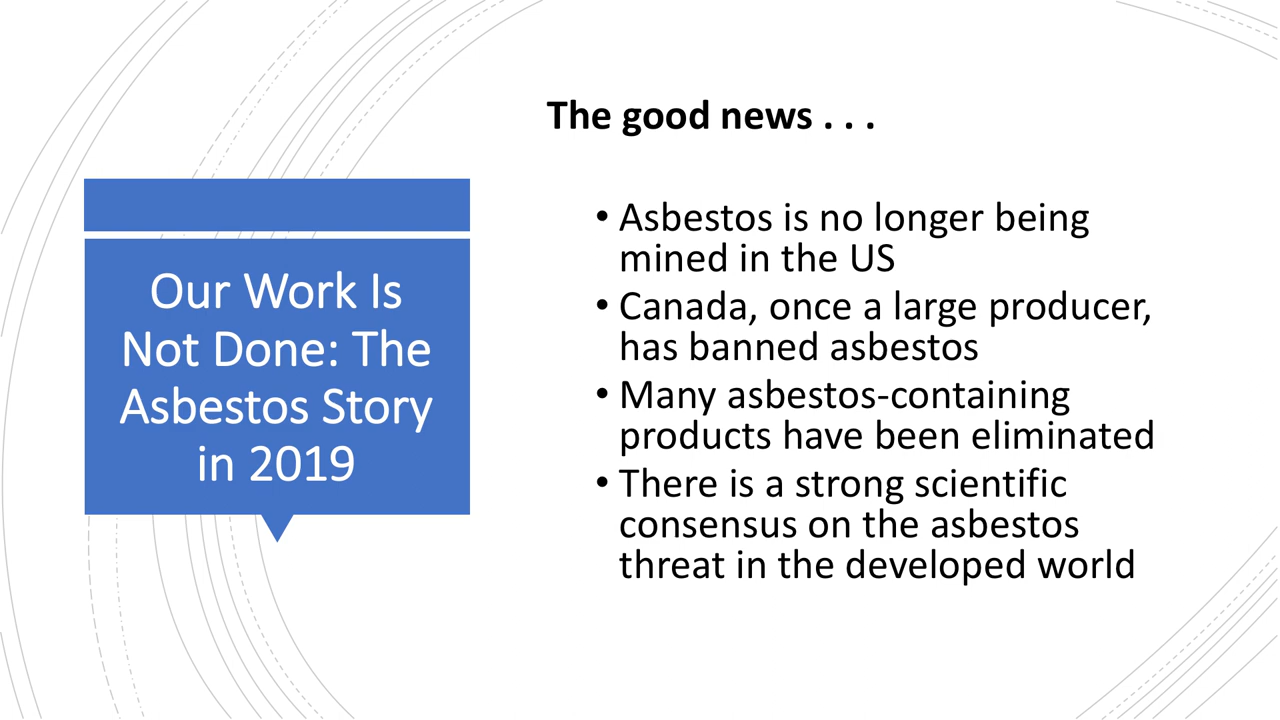 Our Work Is
Not Done: The
Asbestos Story
in 2019
The good news . . .
• Asbestos is no longer being
mined in the US
• Canada, once a large producer,
has banned asbestos
• Many asbestos-containing
products have been eliminated
• There is a strong scientific
consensus on the asbestos
threat in the developed world